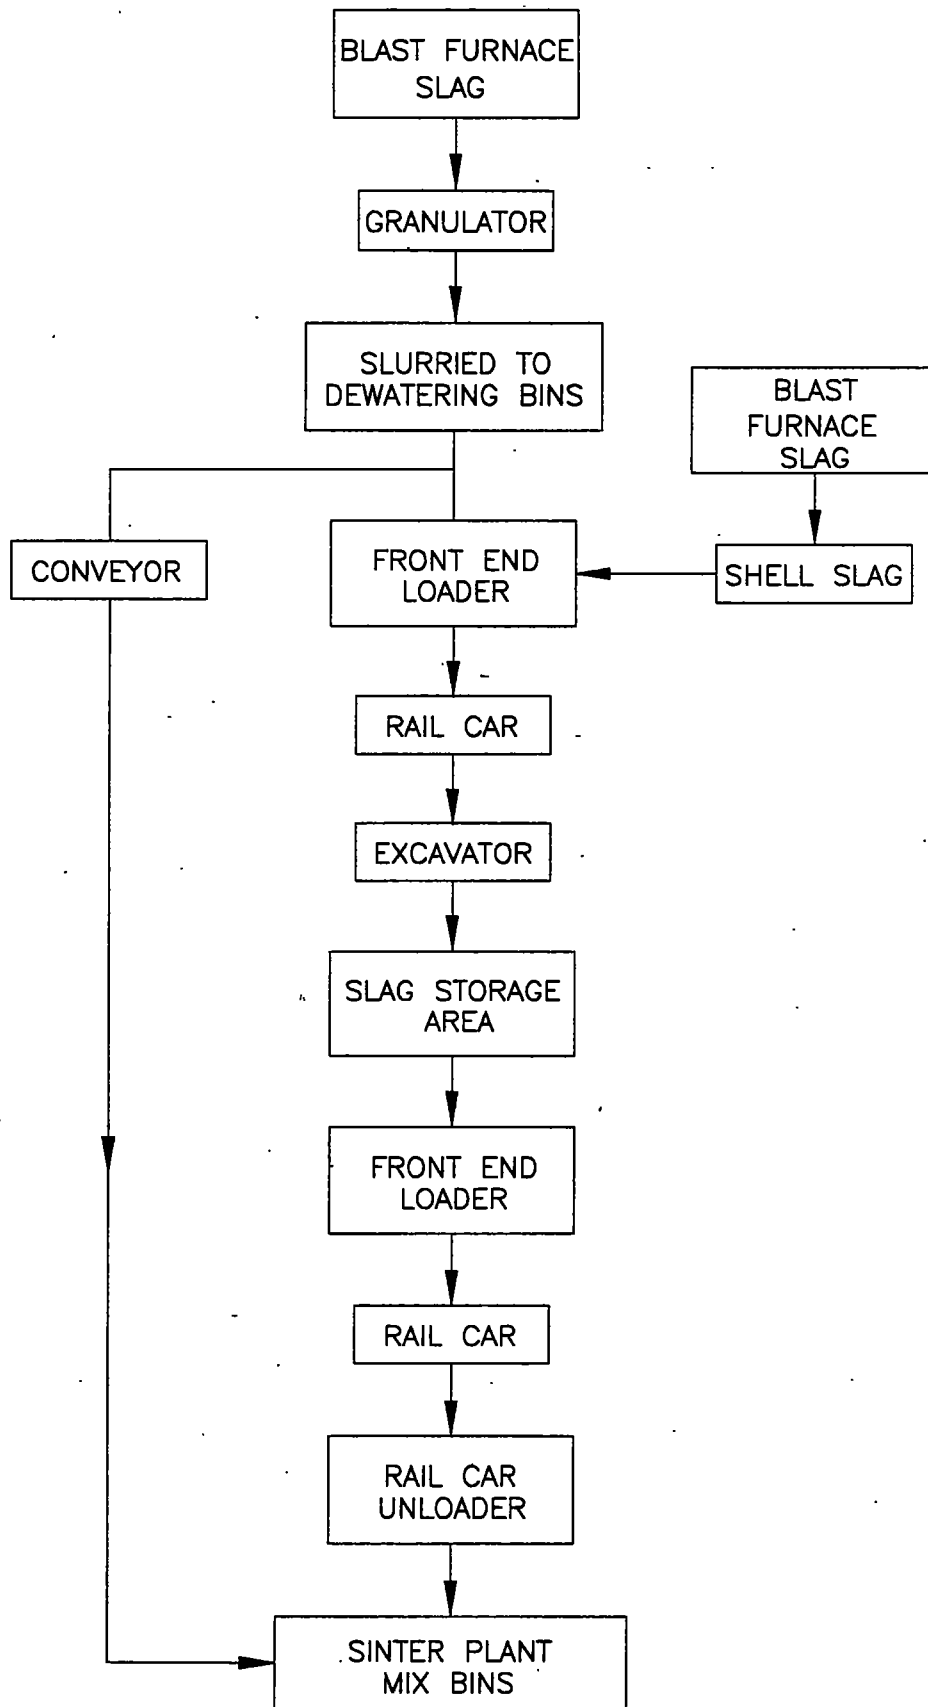 BLAST FURNACE
SLAG
GRANULATOR
SLURRIED TO
DEWATERING BINS
BLAST
FURNACE
SLAG
CONVEYOR
FRONT END
LOADER
SHELL SLAG
RAIL CAR
EXCAVATOR
SLAG STORAGE
AREA
FRONT END
LOADER
RAIL CAR
RAIL CAR
UNLOADER
SINTER PLANT
MIX BINS